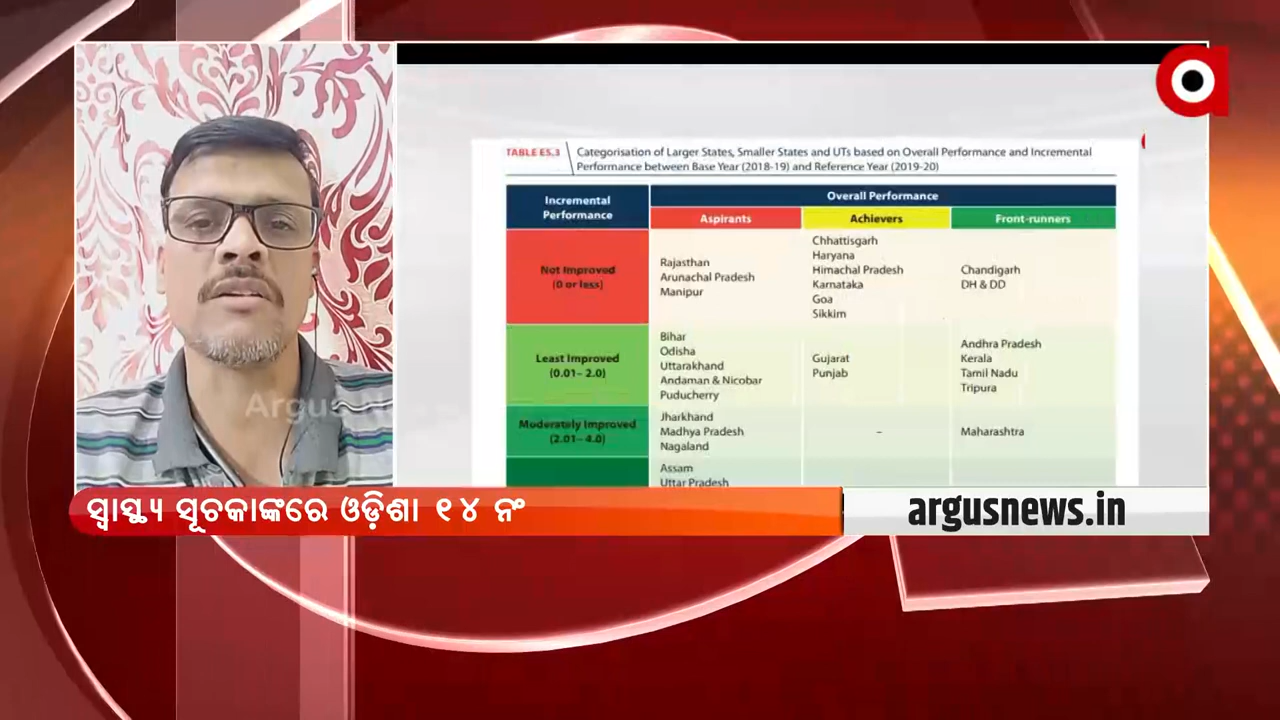 TABLE ES.3
Categorisation of Larger States, Smaller States and UTs based on Overall Performance and Incremental
Performance between Base Year (2018-19) and Reference Year (2019-20)
Incremental
Performance
Overall Performance
Aspirants
Achievers
Front-runners
Not Improved
(0 or less)
Rajasthan
Arunachal Pradesh
Manipur
Chhattisgarh
Haryana
Himachal Pradesh
Karnataka
Goa
Sikkim
Chandigarh
DH & DD
Least Improved
(0.01– 2.0)
Bihar
Odisha
Uttarakhand
Andaman & Nicobar
Puducherry
Gujarat
Punjab
Andhra Pradesh
Kerala
Tamil Nadu
Tripura
Moderately Improved
(2.01– 4.0)
Jharkhand
Madhya Pradesh
Nagaland
–
Maharashtra
Assam
Uttar Pradesh
Argus
ସ୍ୱାସ୍ଥ୍ୟ ସୂଚକାଙ୍କରେ ଓଡ଼ିଶା ୧୪ ନଂ
argusnews.in